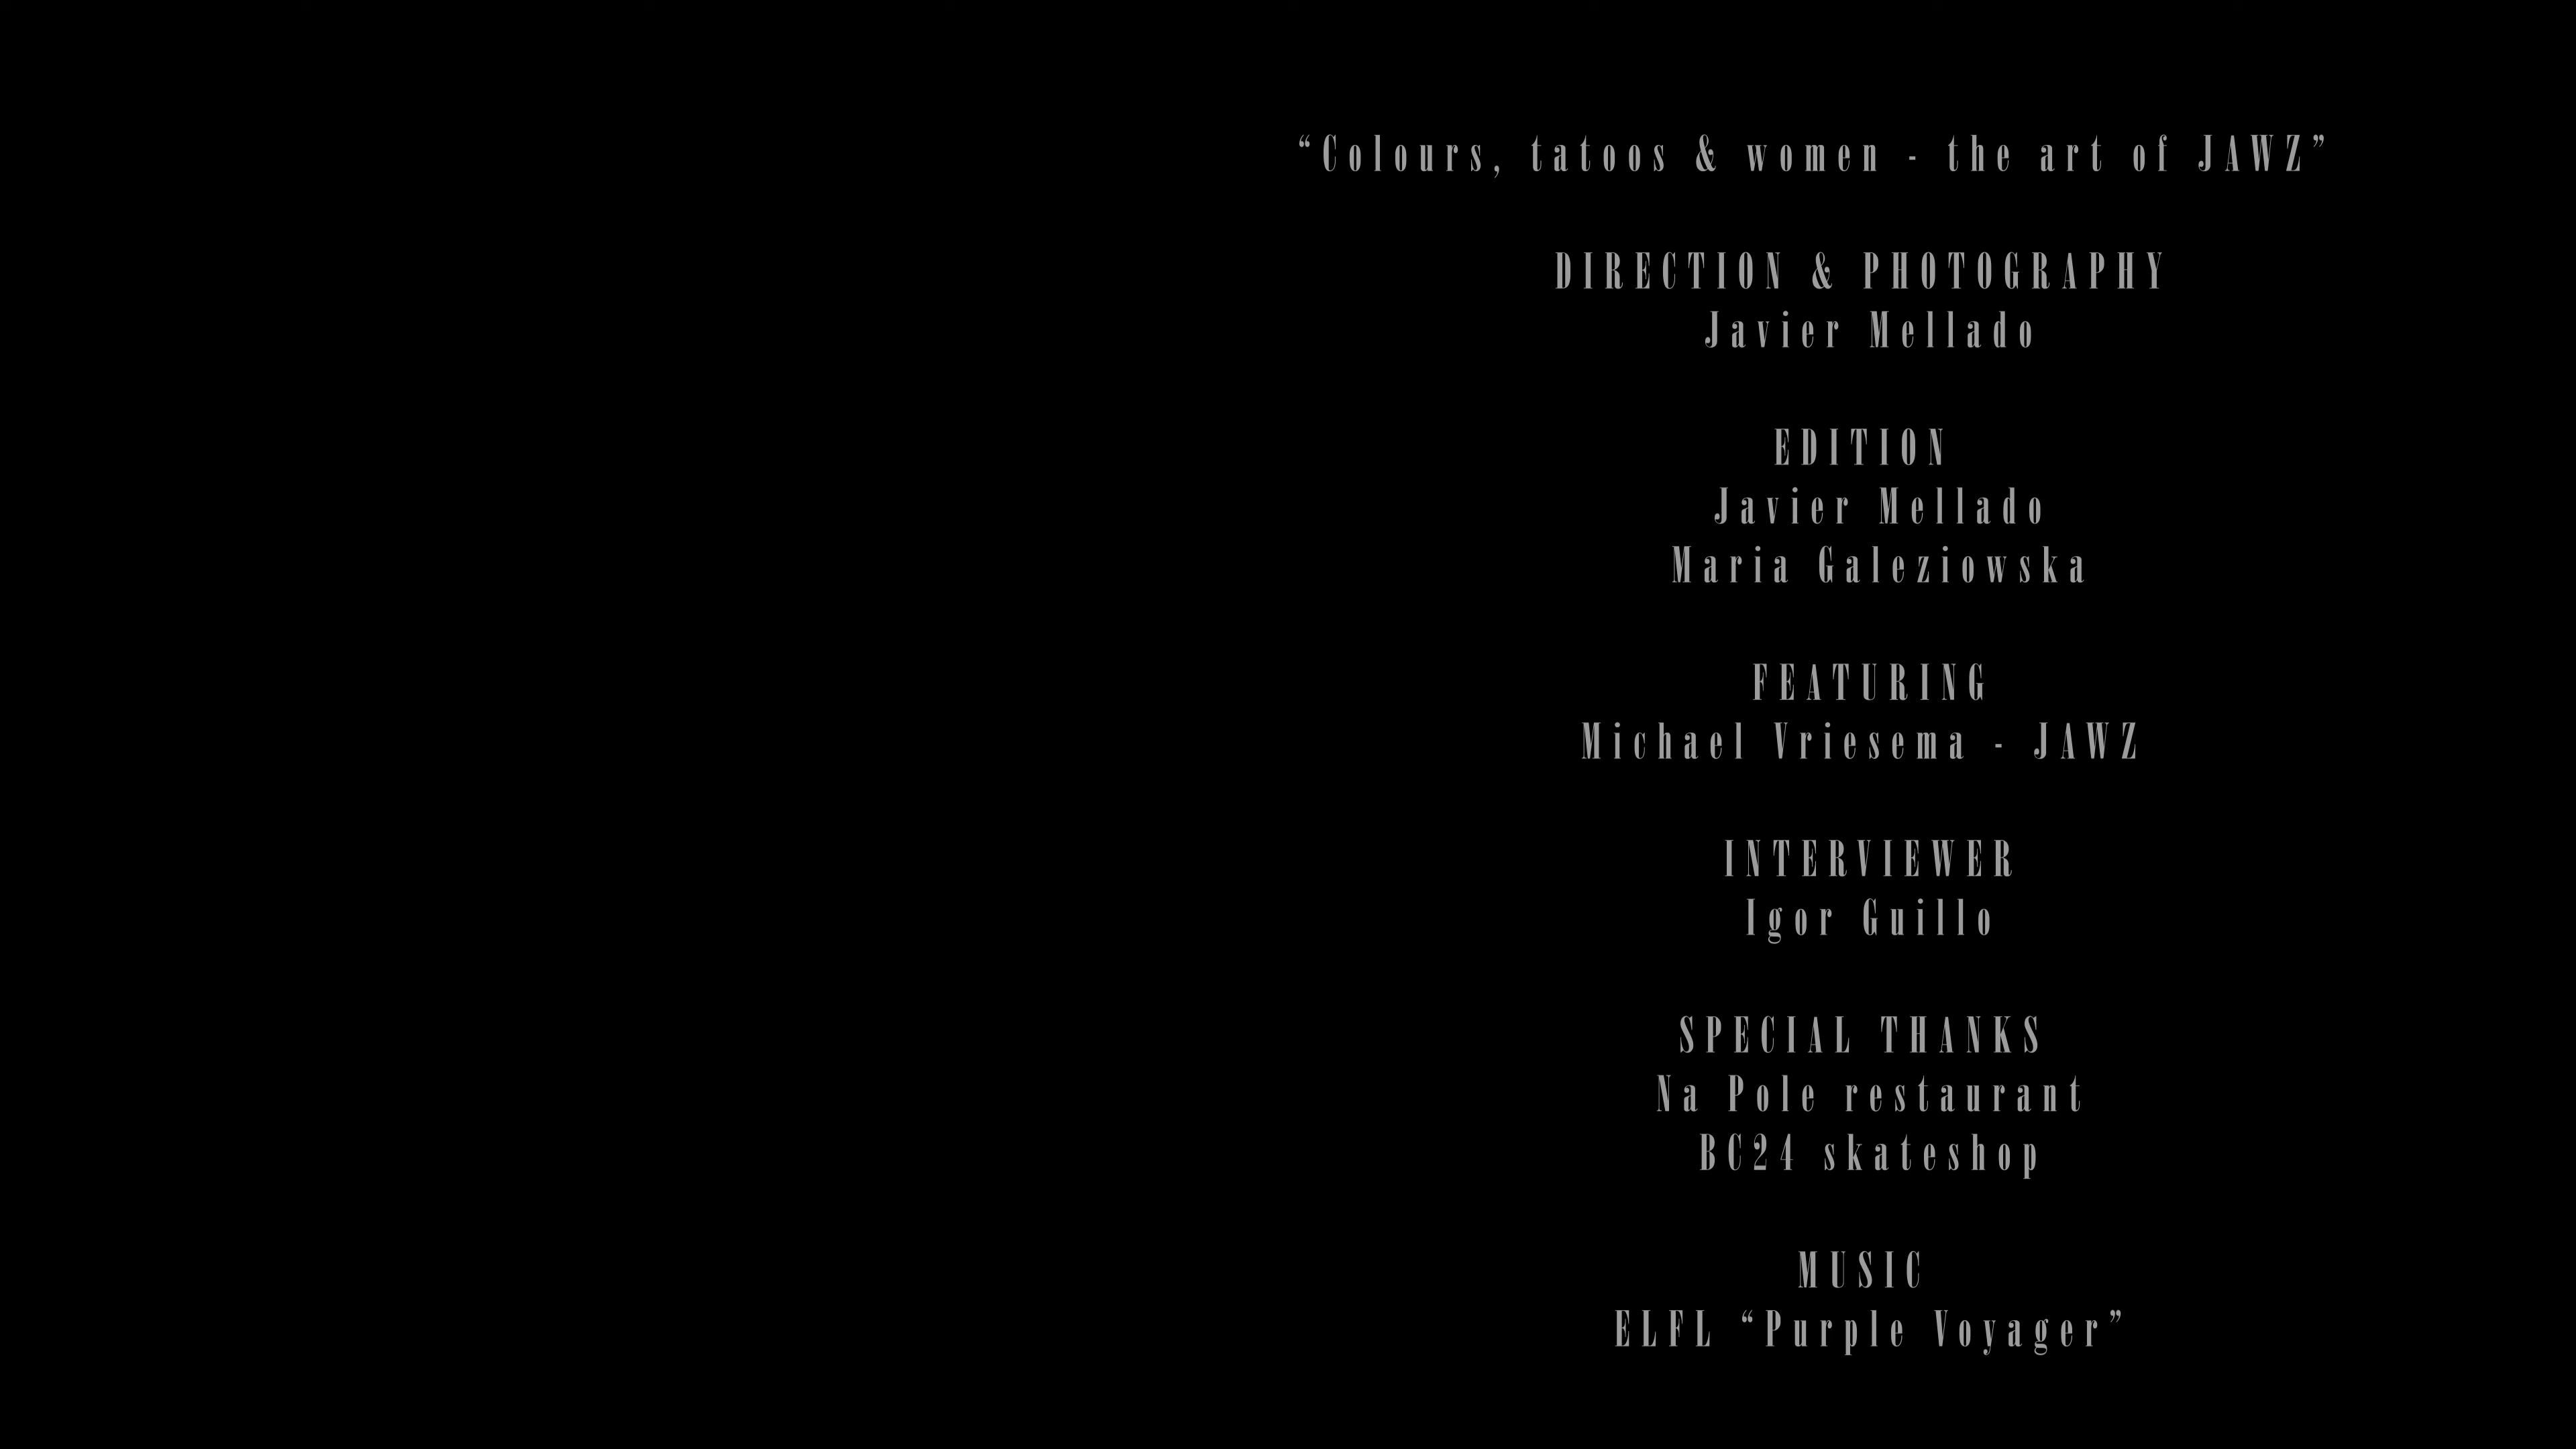 “Colours, tatoos & women - the art of JAWZ”
DIRECTION & PHOTOGRAPHY
Javier Mellado
EDITION
Javier Mellado
Maria Galeziowska
FEATURING
Michael Vriesema - JAWZ
INTERVIEWER
Igor Guillo
SPECIAL THANKS
Na Pole restaurant
BC24 skateshop
MUSIC
ELFL “Purple Voyager”